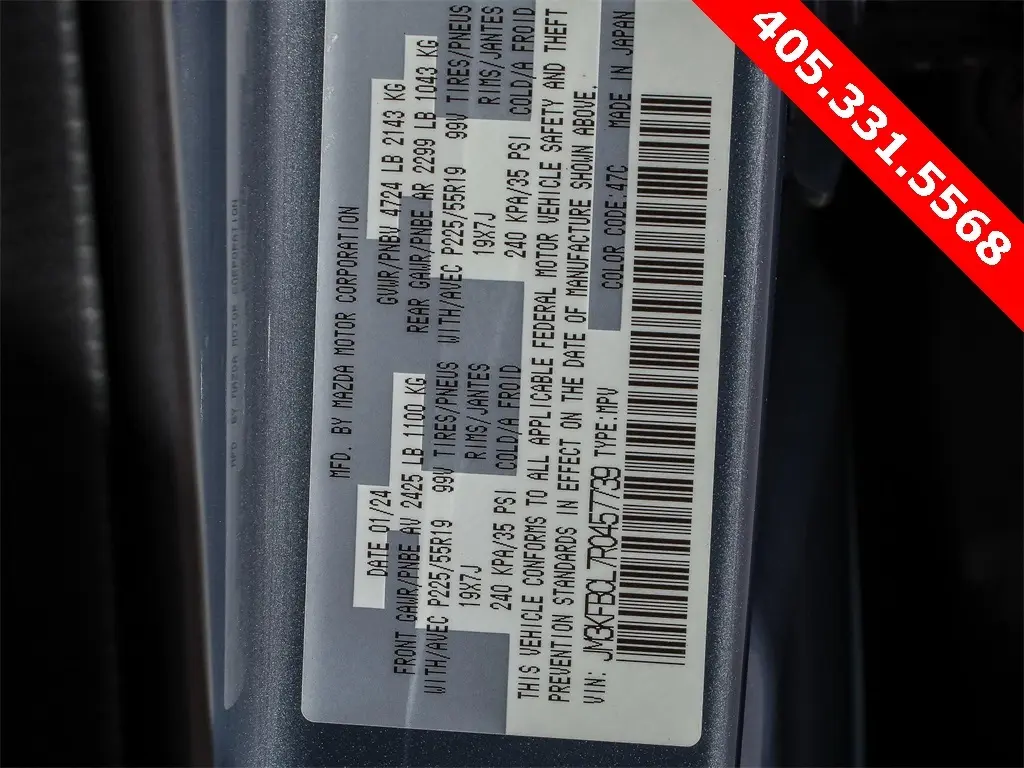 MFD. BY MAZDA MOTOR CORPORATION
DATE 01/24
GVWR/PNBV 4724 LB 2143 KG
FRONT GAWR/PNBE AV 2425 LB 1100 KG
REAR GAWR/PNBE AR 2299 LB 1043 KG
WITH/AVEC P225/55R19 99V TIRES/PNEUS
WITH/AVEC P225/55R19 99V TIRES/PNEUS
19X7J RIMS/JANTES
19X7J RIMS/JANTES
240 KPA/35 PSI COLD/A FROID
240 KPA/35 PSI COLD/A FROID
THIS VEHICLE CONFORMS TO ALL APPLICABLE FEDERAL MOTOR VEHICLE SAFETY AND THEFT
PREVENTION STANDARDS IN EFFECT ON THE DATE OF MANUFACTURE SHOWN ABOVE.
VIN: JM3KFBCL7R0457739 TYPE:MPV COLOR CODE:47C MADE IN JAPAN
MFD BY MAZDA MOTOR CORPORATION
405.331.5568